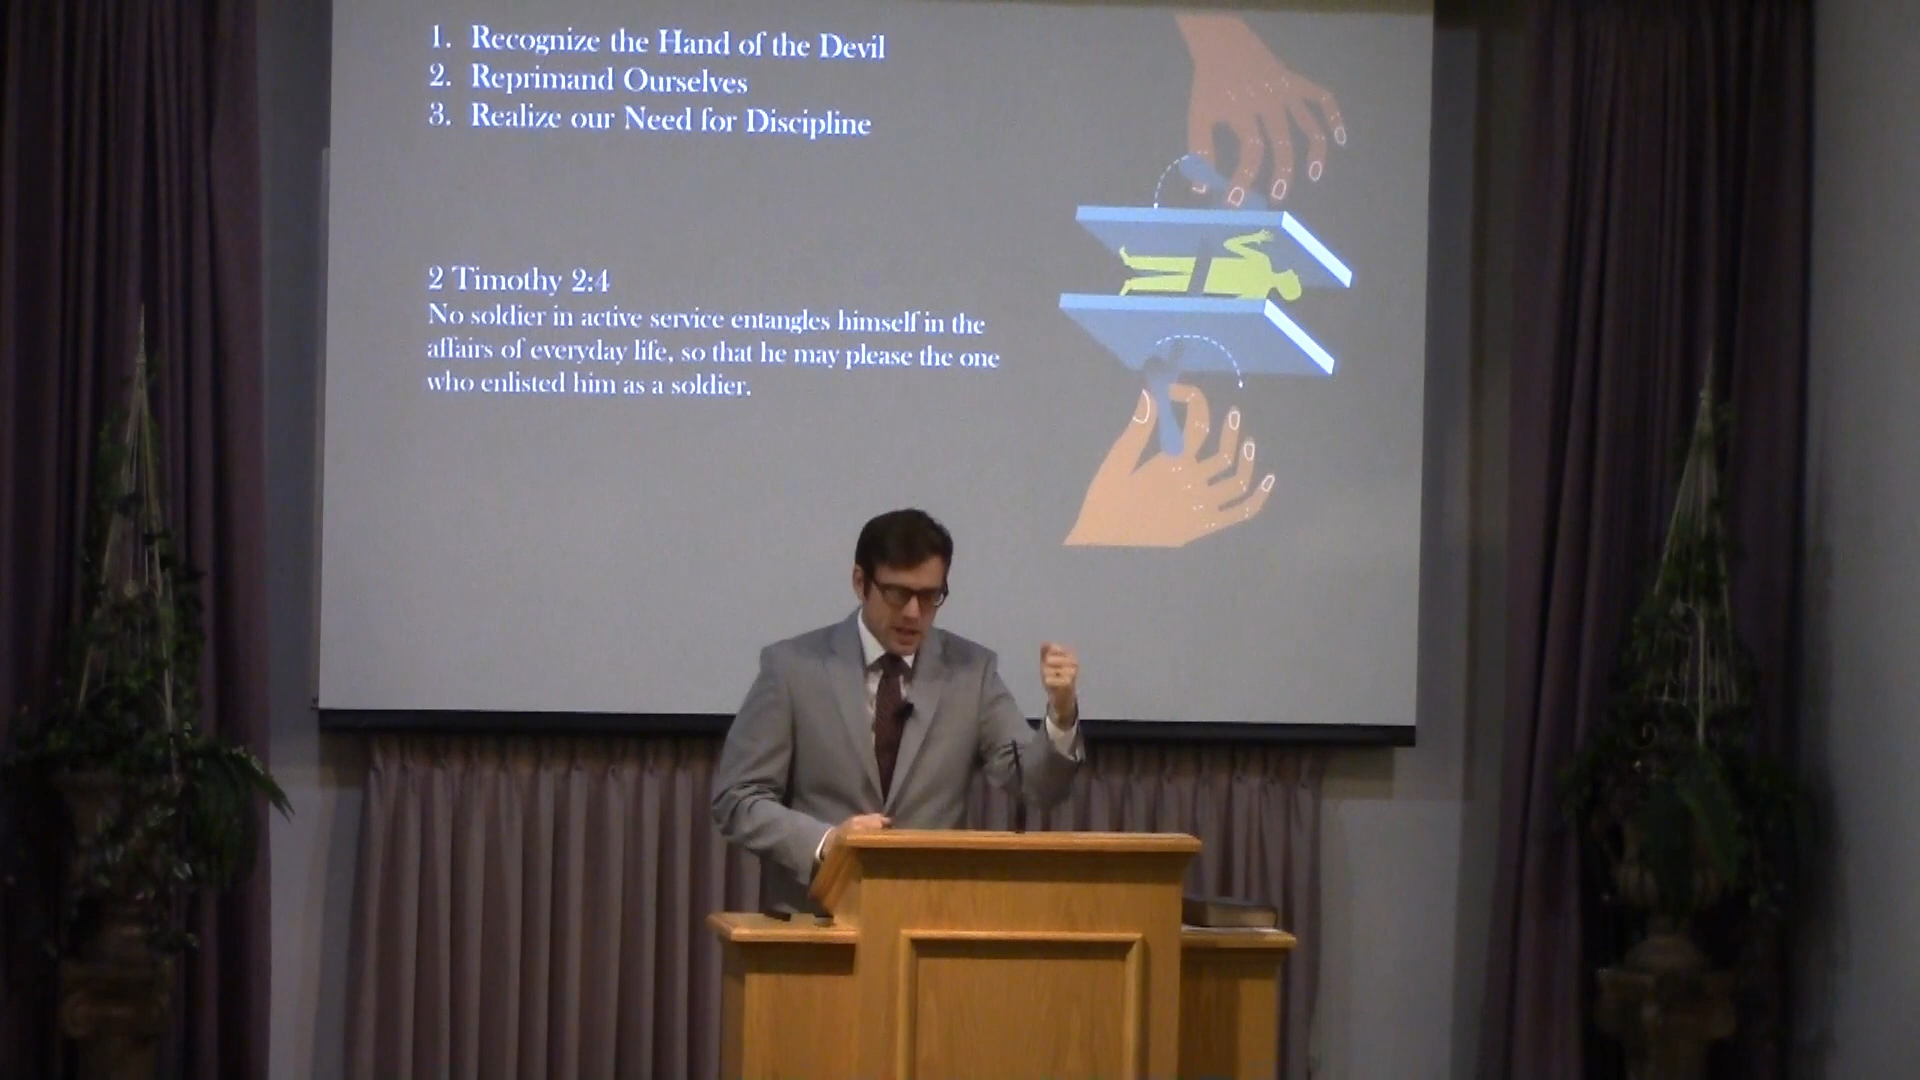 1. Recognize the Hand of the Devil
2. Reprimand Ourselves
3. Realize our Need for Discipline
2 Timothy 2:4
No soldier in active service entangles himself in the
affairs of everyday life, so that he may please the one
who enlisted him as a soldier.